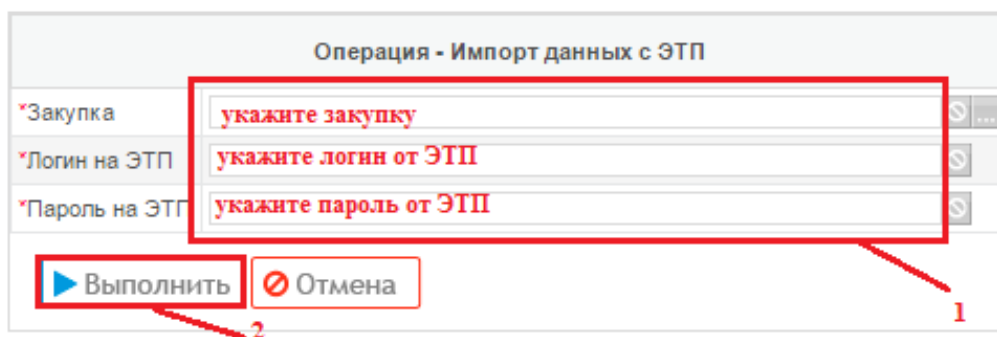 Операция - Импорт данных с ЭТП
*Закупка укажите закупку ...
*Логин на ЭТП укажите логин от ЭТП
*Пароль на ЭТП укажите пароль от ЭТП
Выполнить Отмена
1
2